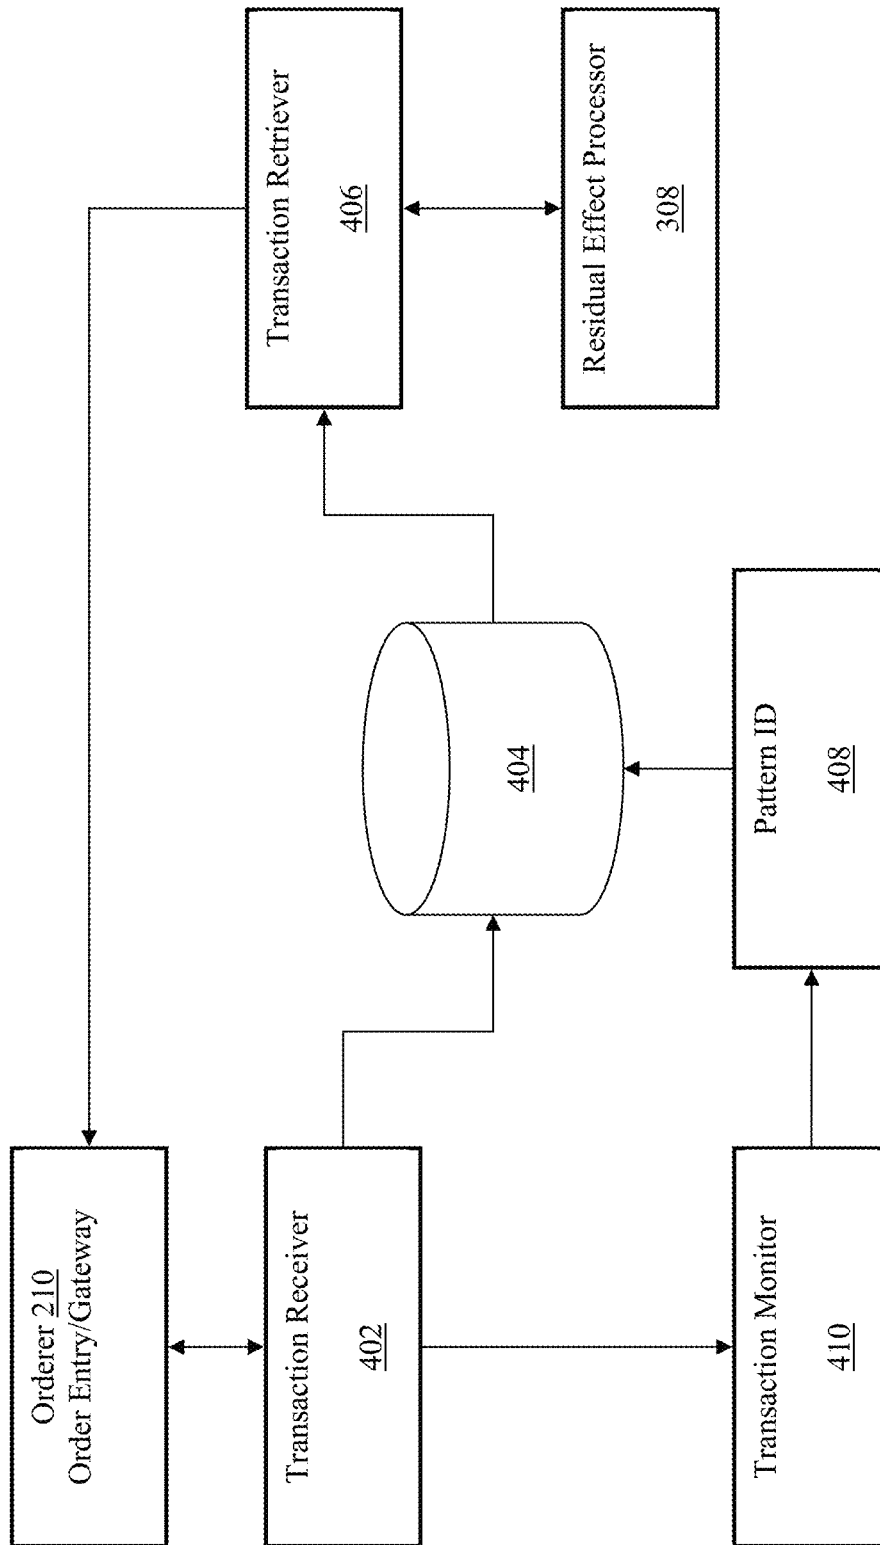 Orderer 210
Order Entry/Gateway
Transaction Receiver
402
Transaction Monitor
410
404
Pattern ID
408
Transaction Retriever
406
Residual Effect Processor
308